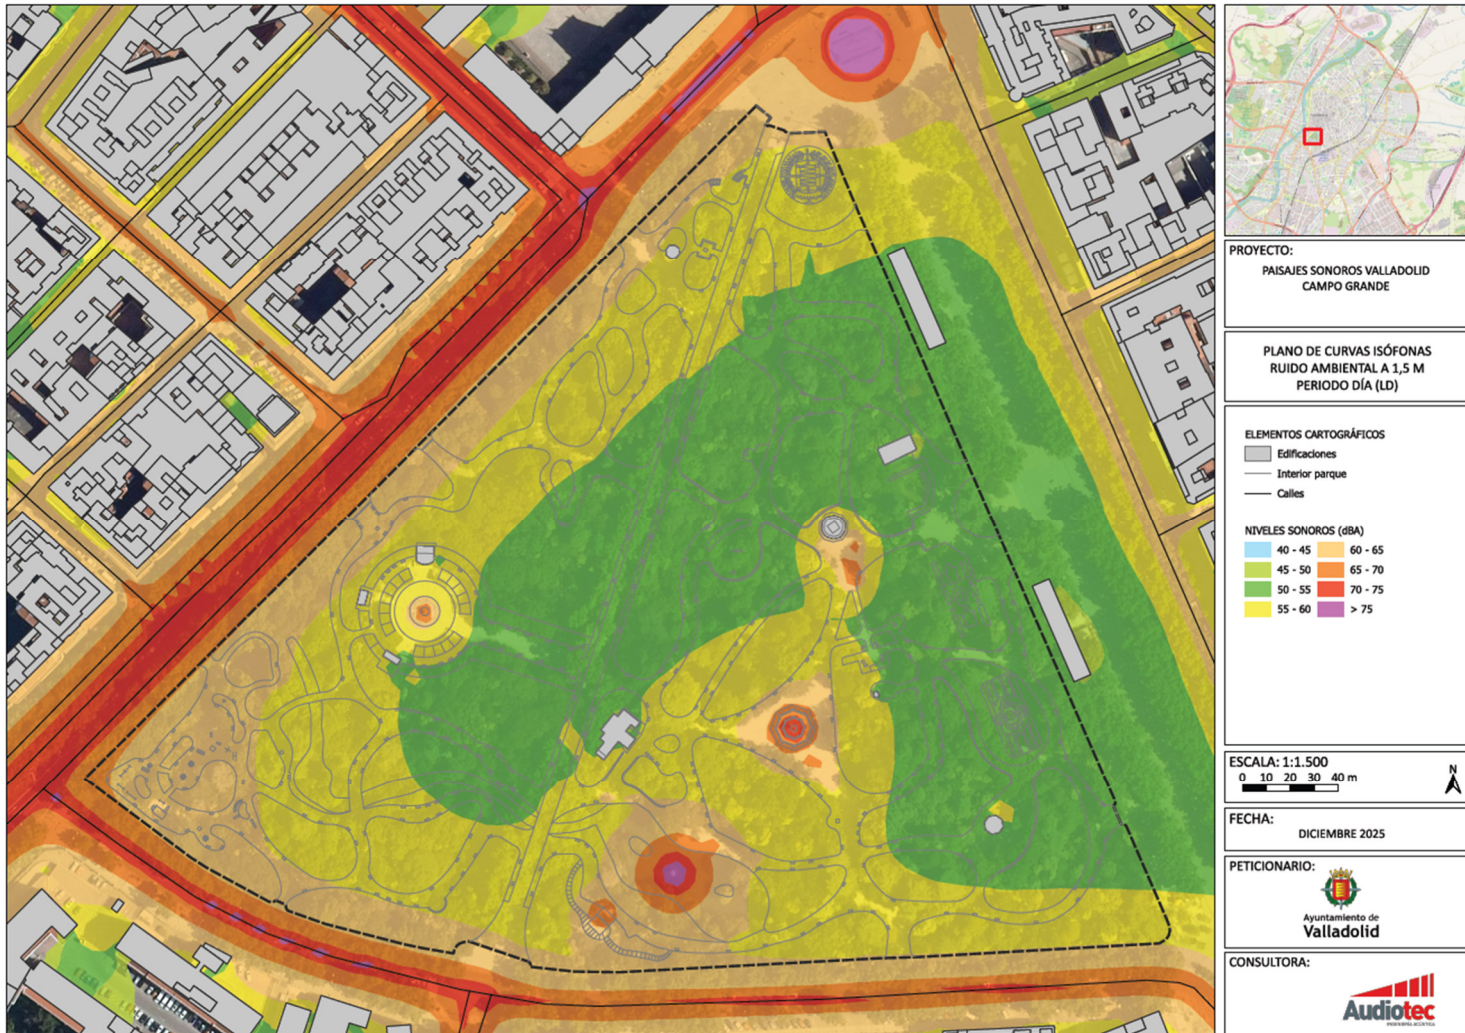 PROYECTO:
PAISAJES SONOROS VALLADOLID
CAMPO GRANDE
PLANO DE CURVAS ISÓFONAS
RUIDO AMBIENTAL A 1,5 M
PERIODO DÍA (LD)
ELEMENTOS CARTOGRÁFICOS
Edificaciones
Interior parque
Calles
NIVELES SONOROS (dBA)
40 - 45 60 - 65
45 - 50 65 - 70
50 - 55 70 - 75
55 - 60 > 75
ESCALA: 1:1.500
0 10 20 30 40 m
N
FECHA:
DICIEMBRE 2025
PETICIONARIO:
Ayuntamiento de
Valladolid
CONSULTORA:
Audiotec
INGENIERÍA ACÚSTICA